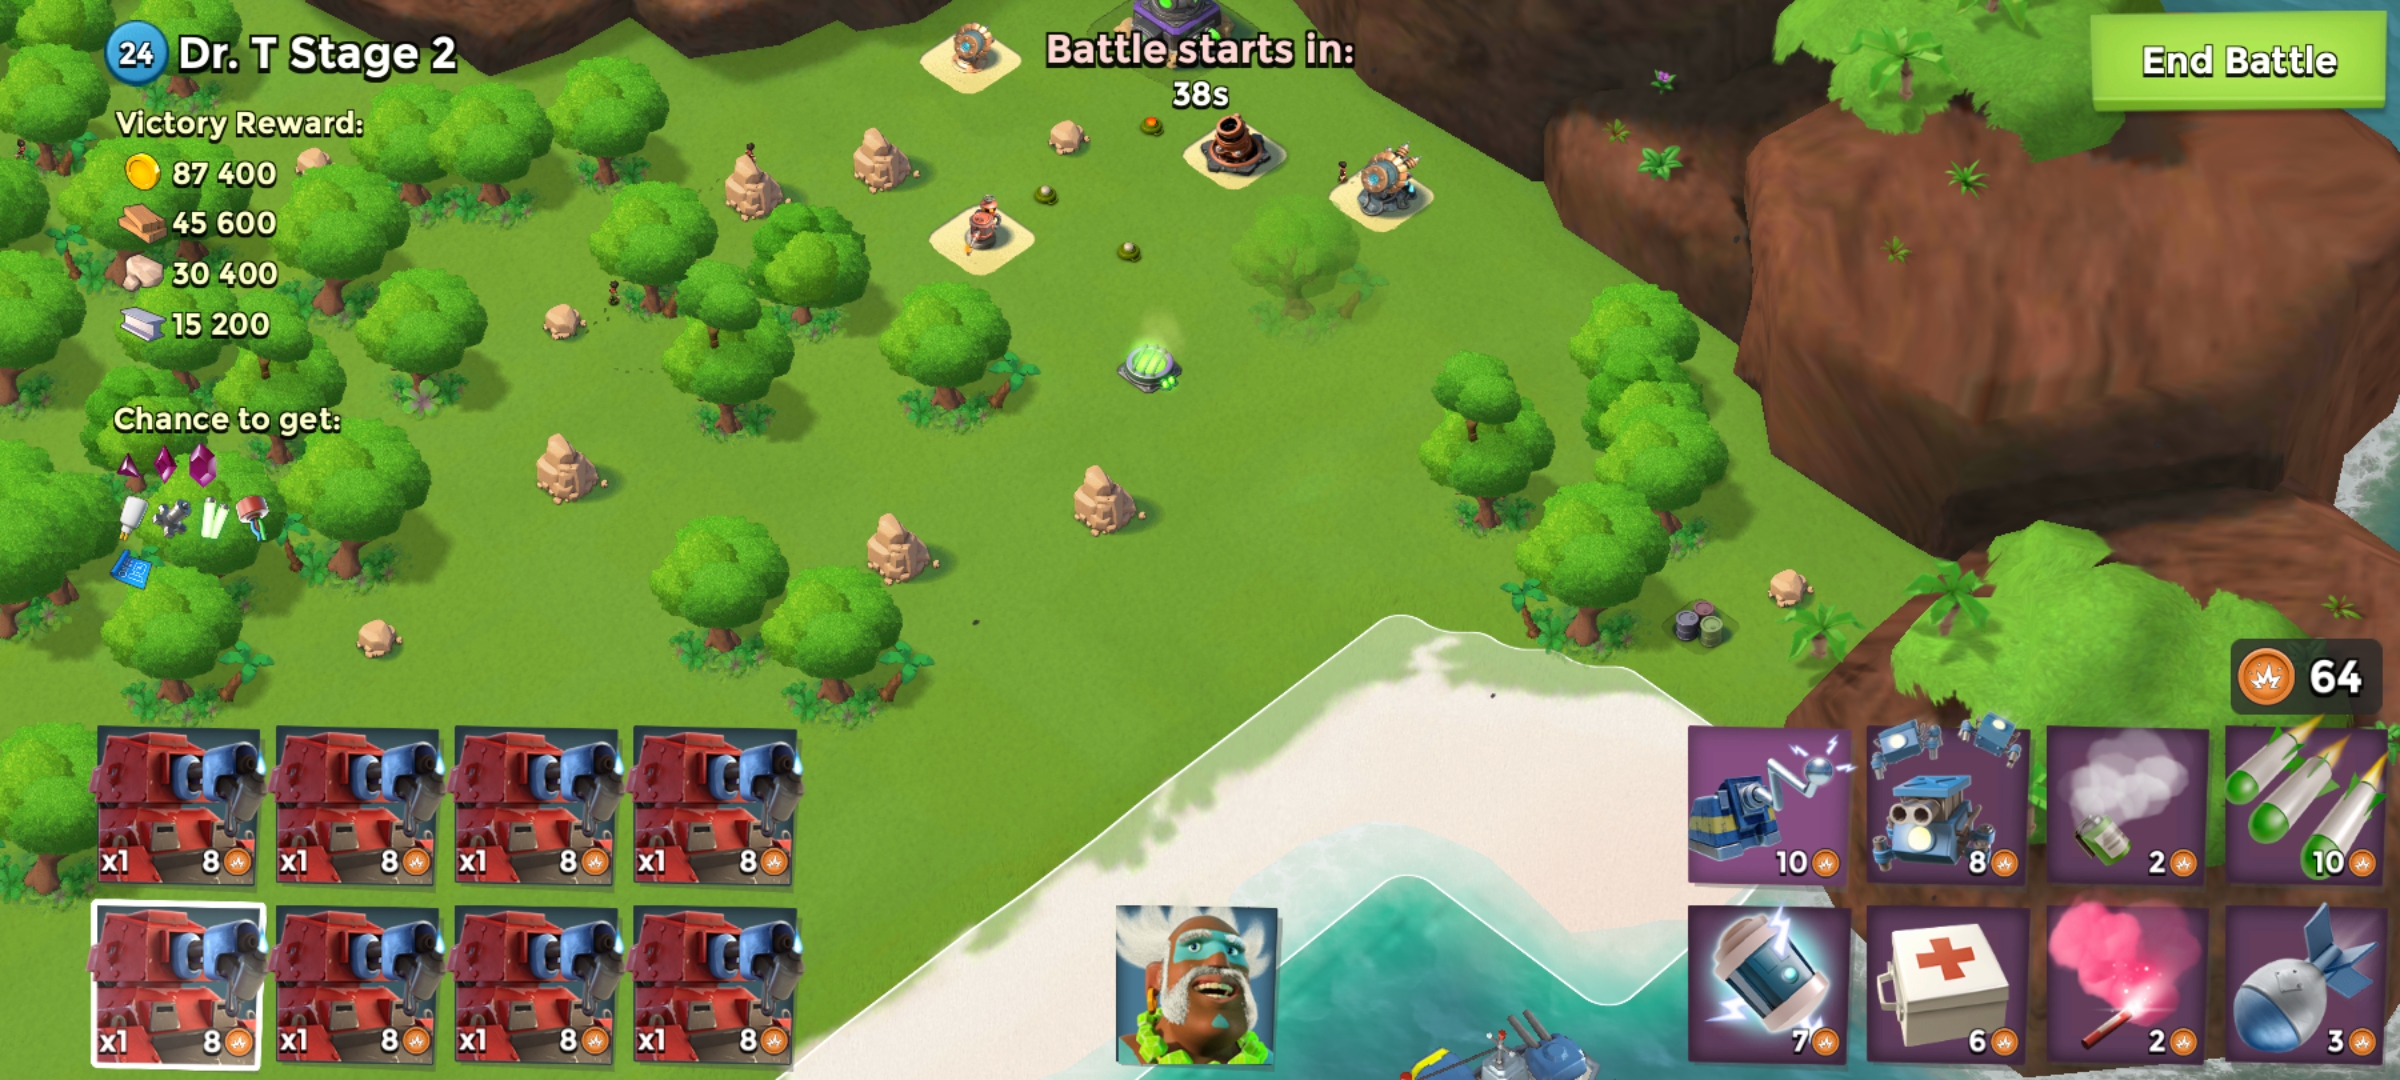 24 Dr. T Stage 2
Battle starts in:
38s
End Battle
Victory Reward:
87 400
45 600
30 400
15 200
Chance to get:
64
x1 8 x1 8 x1 8 x1 8
10 8 2 10
x1 8 x1 8 x1 8 x1 8
7 6 2 3